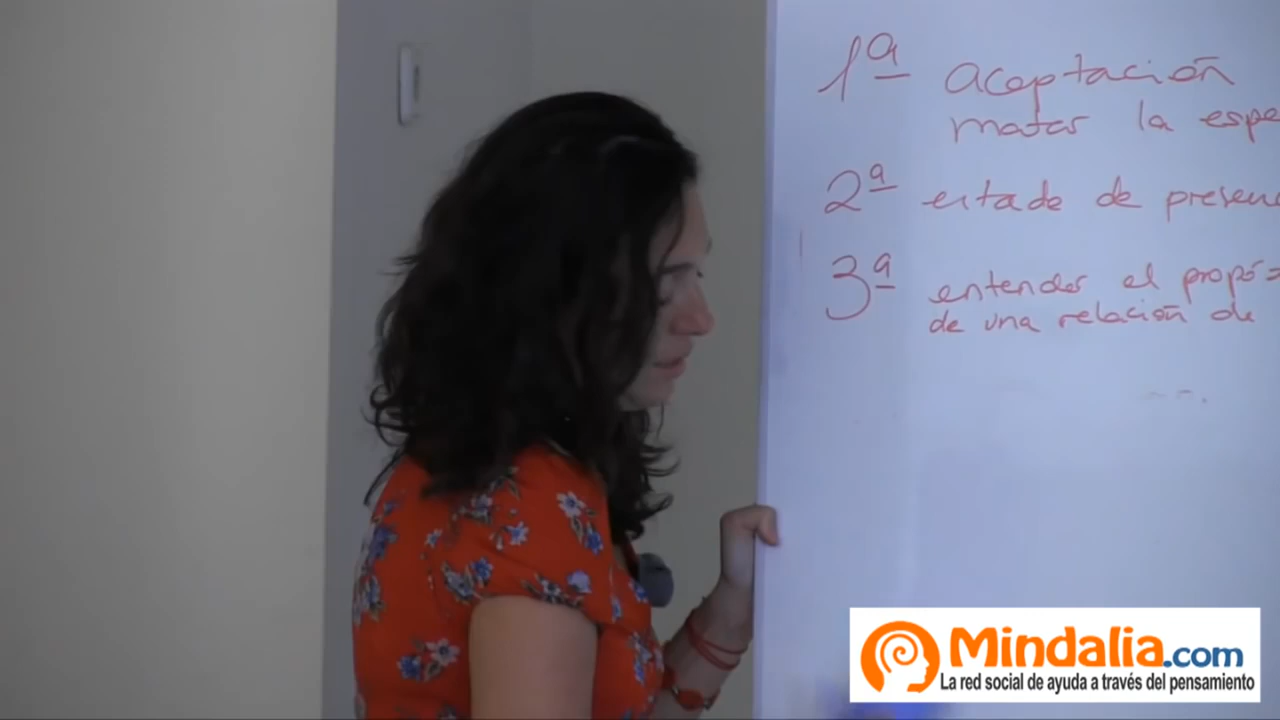 1ª aceptación
matar la espe
2ª estado de presenc
3ª entender el propó=
de una relación de
Mindalia.com
La red social de ayuda a través del pensamiento